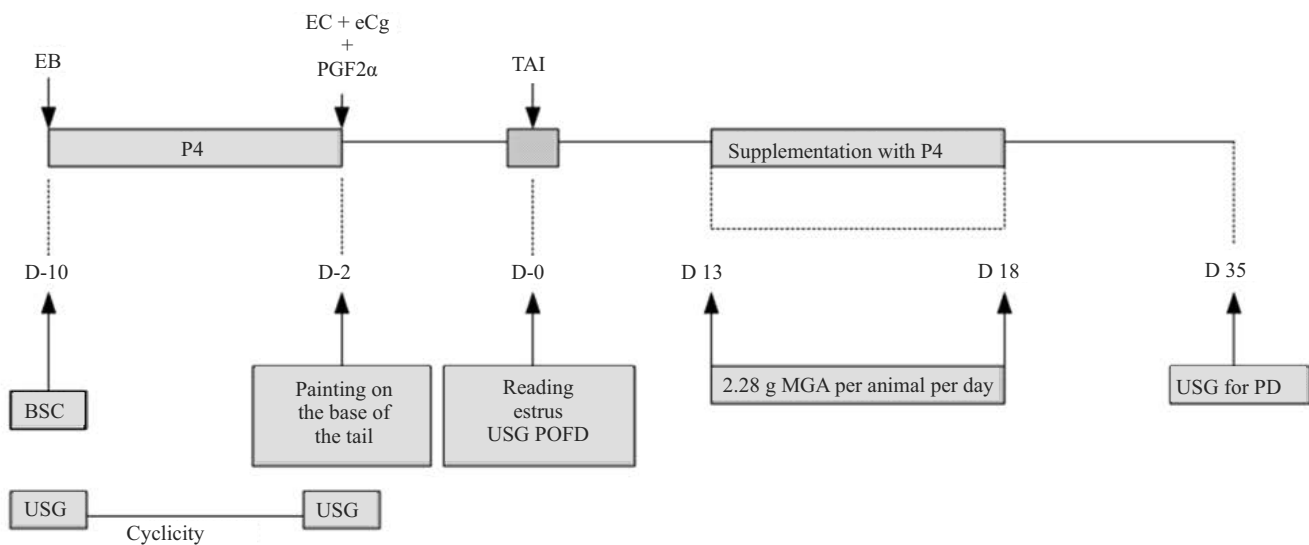 EC + eCg
+
PGF2α
EB
TAI
P4
Supplementation with P4
D-10
D-2
D-0
D 13
D 18
D 35
BSC
Painting on
the base of
the tail
Reading
estrus
USG POFD
2.28 g MGA per animal per day
USG for PD
USG
USG
Cyclicity